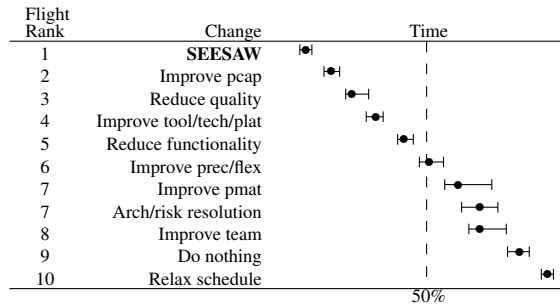 Flight
Rank Change Time
1 SEESAW
2 Improve pcap
3 Reduce quality
4 Improve tool/tech/plat
5 Reduce functionality
6 Improve prec/flex
7 Improve pmat
7 Arch/risk resolution
8 Improve team
9 Do nothing
10 Relax schedule
50%